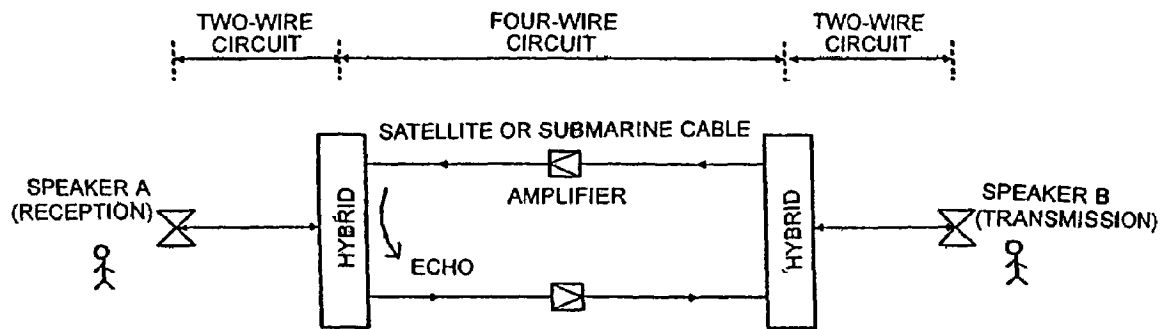 TWO-WIRE
CIRCUIT
FOUR-WIRE
CIRCUIT
TWO-WIRE
CIRCUIT
SATELLITE OR SUBMARINE CABLE
AMPLIFIER
SPEAKER A
(RECEPTION)
HYBRID
ECHO
HYBRID
SPEAKER B
(TRANSMISSION)